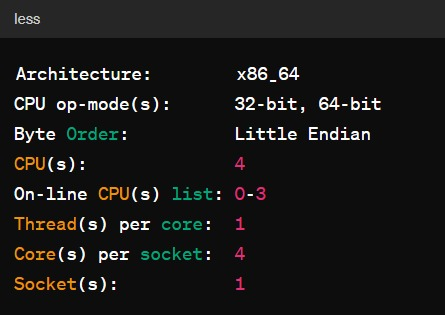 less
Architecture: x86_64
CPU op-mode(s): 32-bit, 64-bit
Byte Order: Little Endian
CPU(s): 4
On-line CPU(s) list: 0-3
Thread(s) per core: 1
Core(s) per socket: 4
Socket(s): 1